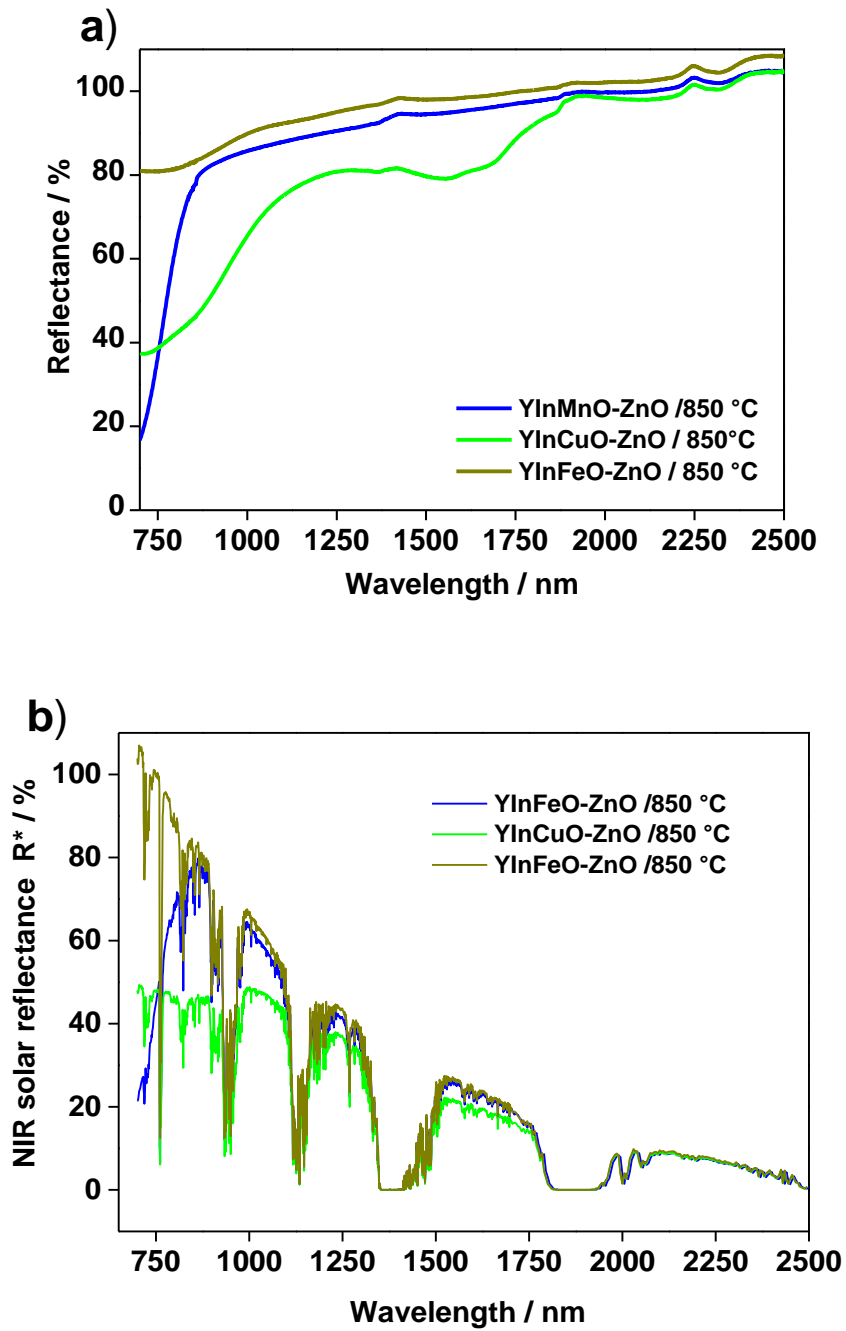 a)
100
80
60
40
20
0
Reflectance / %
YInMnO-ZnO /850 °C
YInCuO-ZnO / 850°C
YInFeO-ZnO / 850 °C
750 1000 1250 1500 1750 2000 2250 2500
Wavelength / nm
b)
100
80
60
40
20
0
NIR solar reflectance R* / %
YInFeO-ZnO /850 °C
YInCuO-ZnO /850 °C
YInFeO-ZnO /850 °C
750 1000 1250 1500 1750 2000 2250 2500
Wavelength / nm